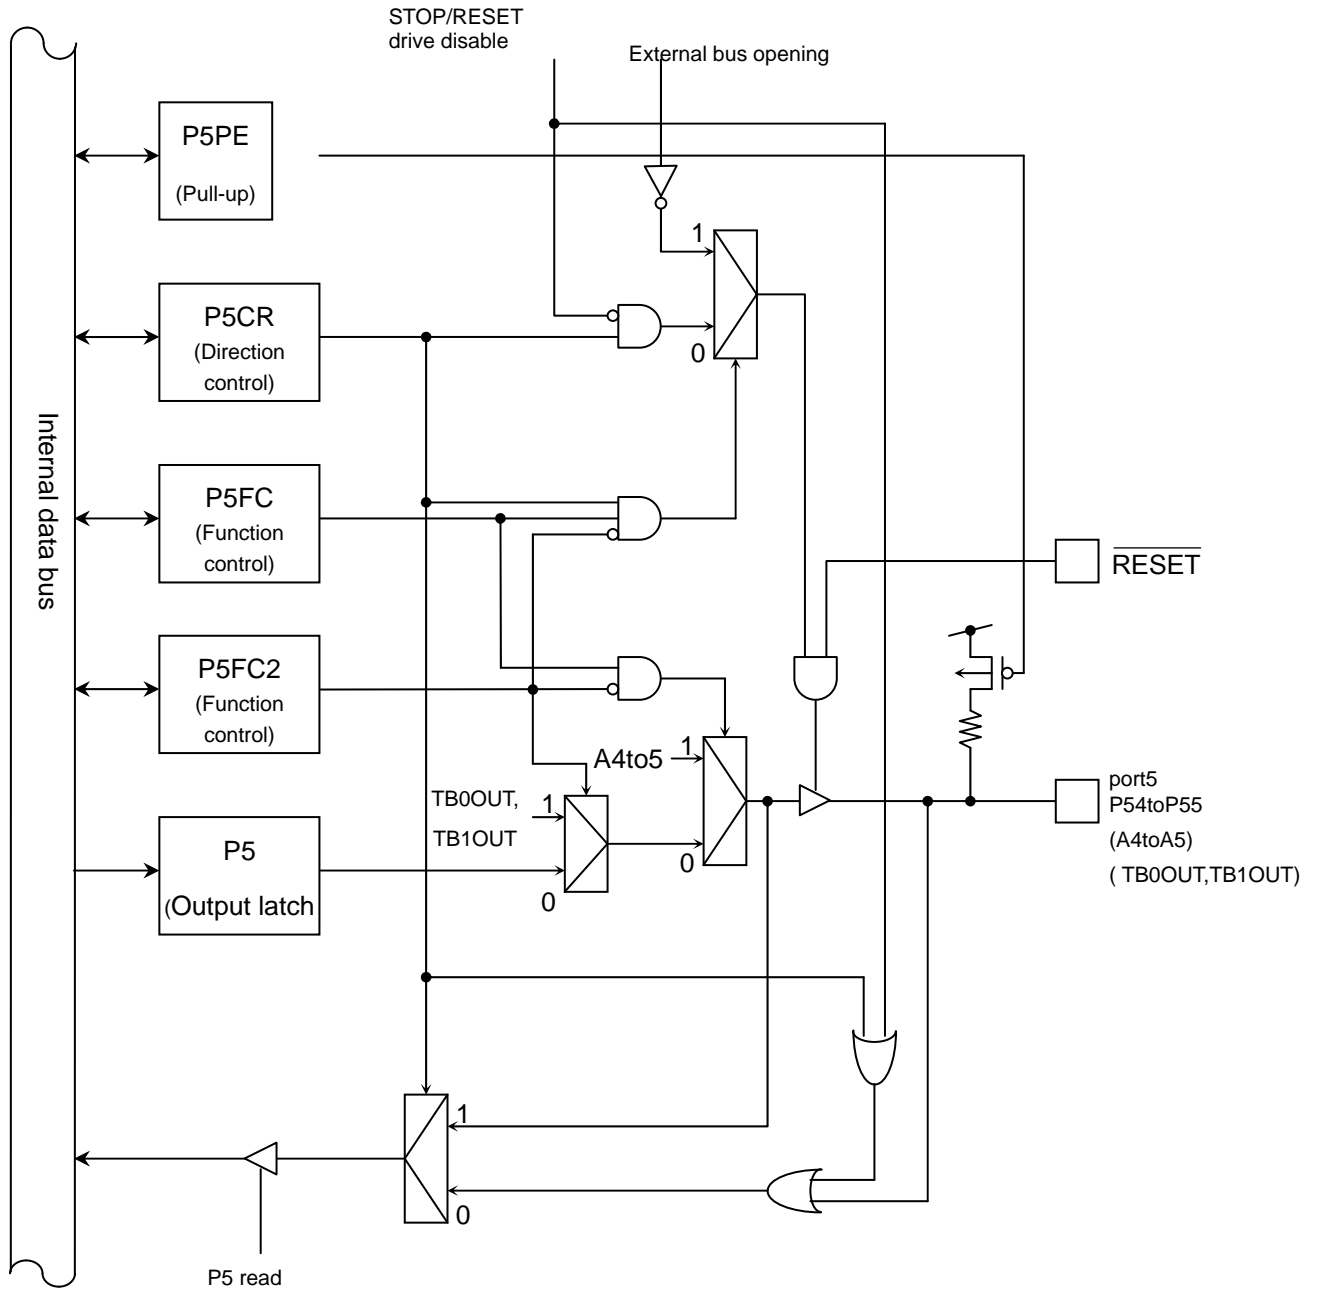 STOP/RESET
drive disable
External bus opening
P5PE
(Pull-up)
1
P5CR
(Direction
control)
0
Internal data bus
P5FC
(Function
control)
RESET
P5FC2
(Function
control)
A4to5
1
TB0OUT,
1
TB1OUT
port5
P54toP55
(A4toA5)
( TB0OUT,TB1OUT)
P5
(Output latch
0
0
1
0
P5 read